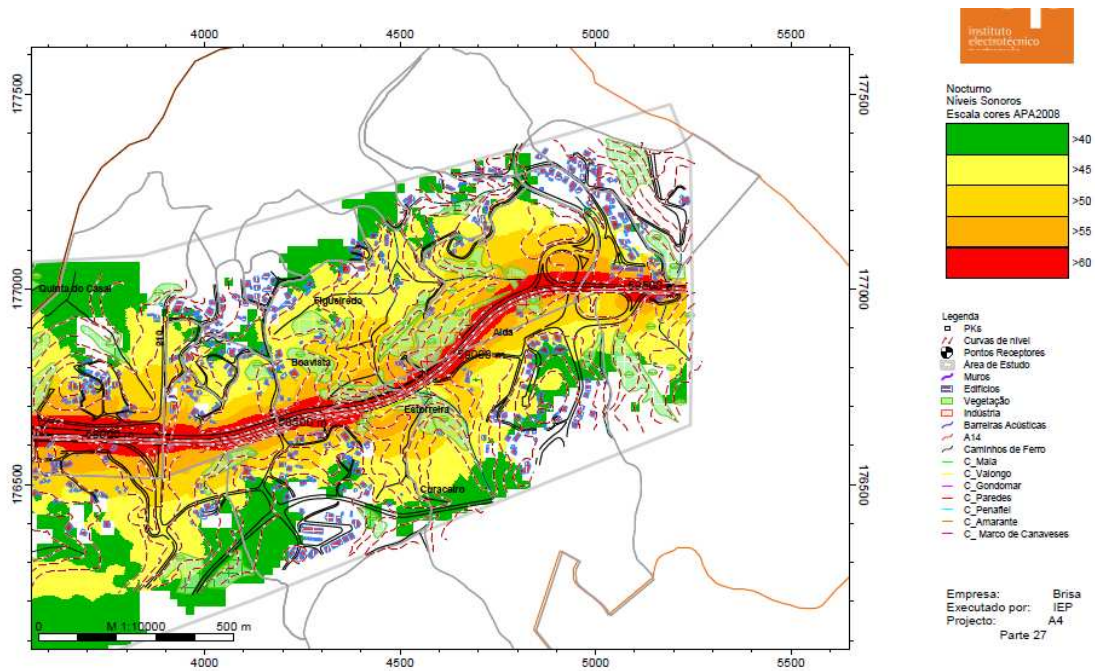 4000 4500 5000 5500
177500 177500
177000 177000
176500 176500
Quinta do Casal
Figueiredo
Boavista
Alda
Estorreira
Curaceiro
0 M 1:10000 500 m
4000 4500 5000 5500
instituto
electrotécnico
Nocturno
Níveis Sonoros
Escala cores APA2008
>40
>45
>50
>55
>60
Legenda
PKs
Curvas de nível
Pontos Receptores
Área de Estudo
Muros
Edifícios
Vegetação
Indústria
Barreiras Acústicas
A14
Caminhos de Ferro
C_Maia
C_Valongo
C_Gondomar
C_Paredes
C_Penafiel
C_Amarante
C_ Marco de Canaveses
Empresa: Brisa
Executado por: IEP
Projecto: A4
Parte 27